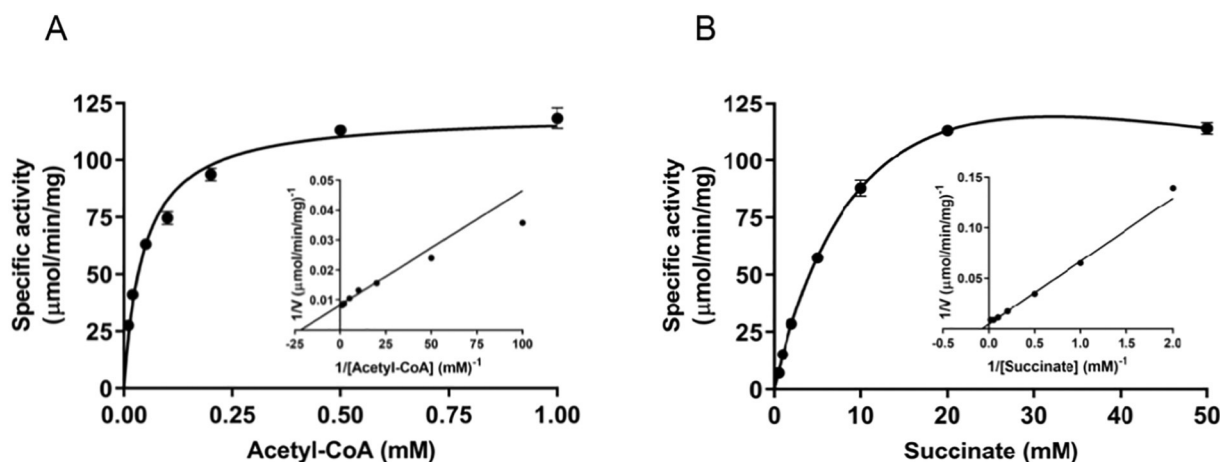 A
125
100
75
50
25
0
Specific activity
(μmol/min/mg)
0.00 0.25 0.50 0.75 1.00
Acetyl-CoA (mM)
0.05
0.04
0.03
0.02
0.01
1/V (μmol/min/mg)-1
-25 0 25 50 75 100
1/[Acetyl-CoA] (mM)-1
B
125
100
75
50
25
0
Specific activity
(μmol/min/mg)
0 10 20 30 40 50
Succinate (mM)
0.15
0.10
0.05
1/V (μmol/min/mg)-1
-0.5 0.0 0.5 1.0 1.5 2.0
1/[Succinate] (mM)-1